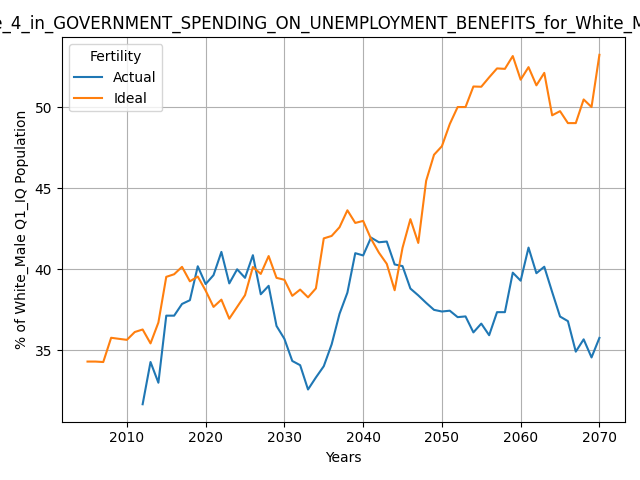 e_4_in_GOVERNMENT_SPENDING_ON_UNEMPLOYMENT_BENEFITS_for_White_M
Fertility
Actual
Ideal
% of White_Male Q1_IQ Population
50
45
40
35
2010 2020 2030 2040 2050 2060 2070
Years